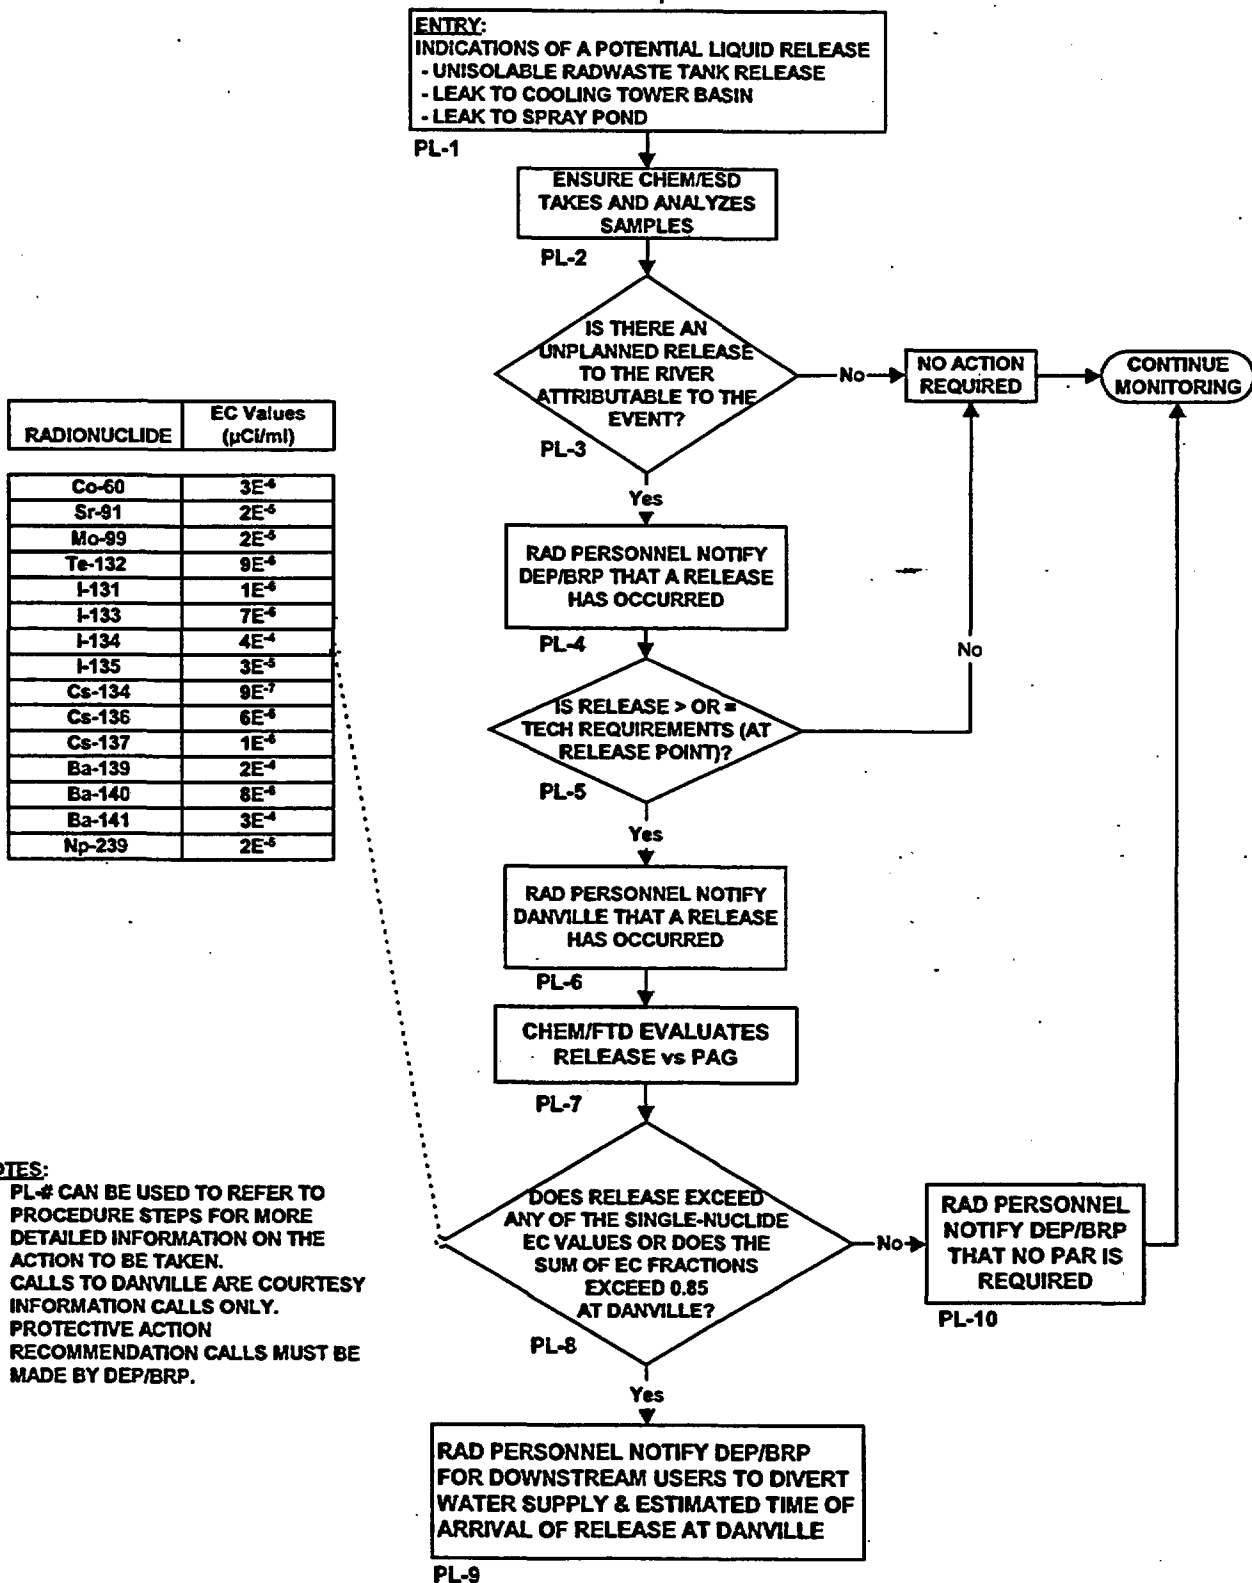 ENTRY:
INDICATIONS OF A POTENTIAL LIQUID RELEASE
- UNISOLABLE RADWASTE TANK RELEASE
- LEAK TO COOLING TOWER BASIN
- LEAK TO SPRAY POND
PL-1
ENSURE CHEM/ESD
TAKES AND ANALYZES
SAMPLES
PL-2
IS THERE AN
UNPLANNED RELEASE
TO THE RIVER
ATTRIBUTABLE TO THE
EVENT?
PL-3
No
NO ACTION
REQUIRED
CONTINUE
MONITORING
Yes
RAD PERSONNEL NOTIFY
DEP/BRP THAT A RELEASE
HAS OCCURRED
PL-4
IS RELEASE > OR =
TECH REQUIREMENTS (AT
RELEASE POINT)?
PL-5
No
Yes
RAD PERSONNEL NOTIFY
DANVILLE THAT A RELEASE
HAS OCCURRED
PL-6
CHEM/FTD EVALUATES
RELEASE vs PAG
PL-7
DOES RELEASE EXCEED
ANY OF THE SINGLE-NUCLIDE
EC VALUES OR DOES THE
SUM OF EC FRACTIONS
EXCEED 0.85
AT DANVILLE?
PL-8
No
RAD PERSONNEL
NOTIFY DEP/BRP
THAT NO PAR IS
REQUIRED
PL-10
Yes
RAD PERSONNEL NOTIFY DEP/BRP
FOR DOWNSTREAM USERS TO DIVERT
WATER SUPPLY & ESTIMATED TIME OF
ARRIVAL OF RELEASE AT DANVILLE
PL-9
RADIONUCLIDE EC Values
(µCi/ml)
Co-60 3E⁻⁶
Sr-91 2E⁻⁵
Mo-99 2E⁻⁵
Te-132 9E⁻⁶
I-131 1E⁻⁶
I-133 7E⁻⁶
I-134 4E⁻⁴
I-135 3E⁻⁵
Cs-134 9E⁻⁷
Cs-136 6E⁻⁶
Cs-137 1E⁻⁶
Ba-139 2E⁻⁴
Ba-140 8E⁻⁶
Ba-141 3E⁻⁴
Np-239 2E⁻⁵
OTES:
PL-# CAN BE USED TO REFER TO
PROCEDURE STEPS FOR MORE
DETAILED INFORMATION ON THE
ACTION TO BE TAKEN.
CALLS TO DANVILLE ARE COURTESY
INFORMATION CALLS ONLY.
PROTECTIVE ACTION
RECOMMENDATION CALLS MUST BE
MADE BY DEP/BRP.